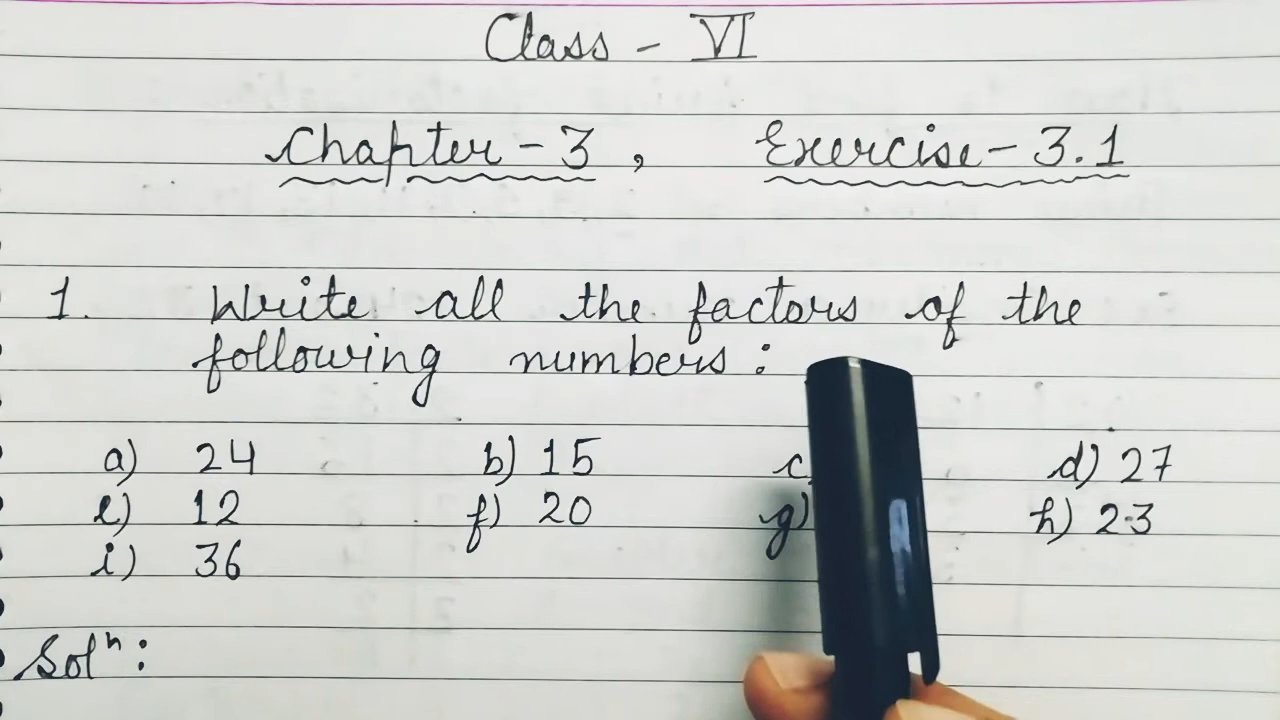 Class - VI
Chapter - 3, Exercise - 3.1
1. Write all the factors of the
following numbers:
a) 24 b) 15 c d) 27
e) 12 f) 20 g) h) 23
i) 36
Solⁿ: